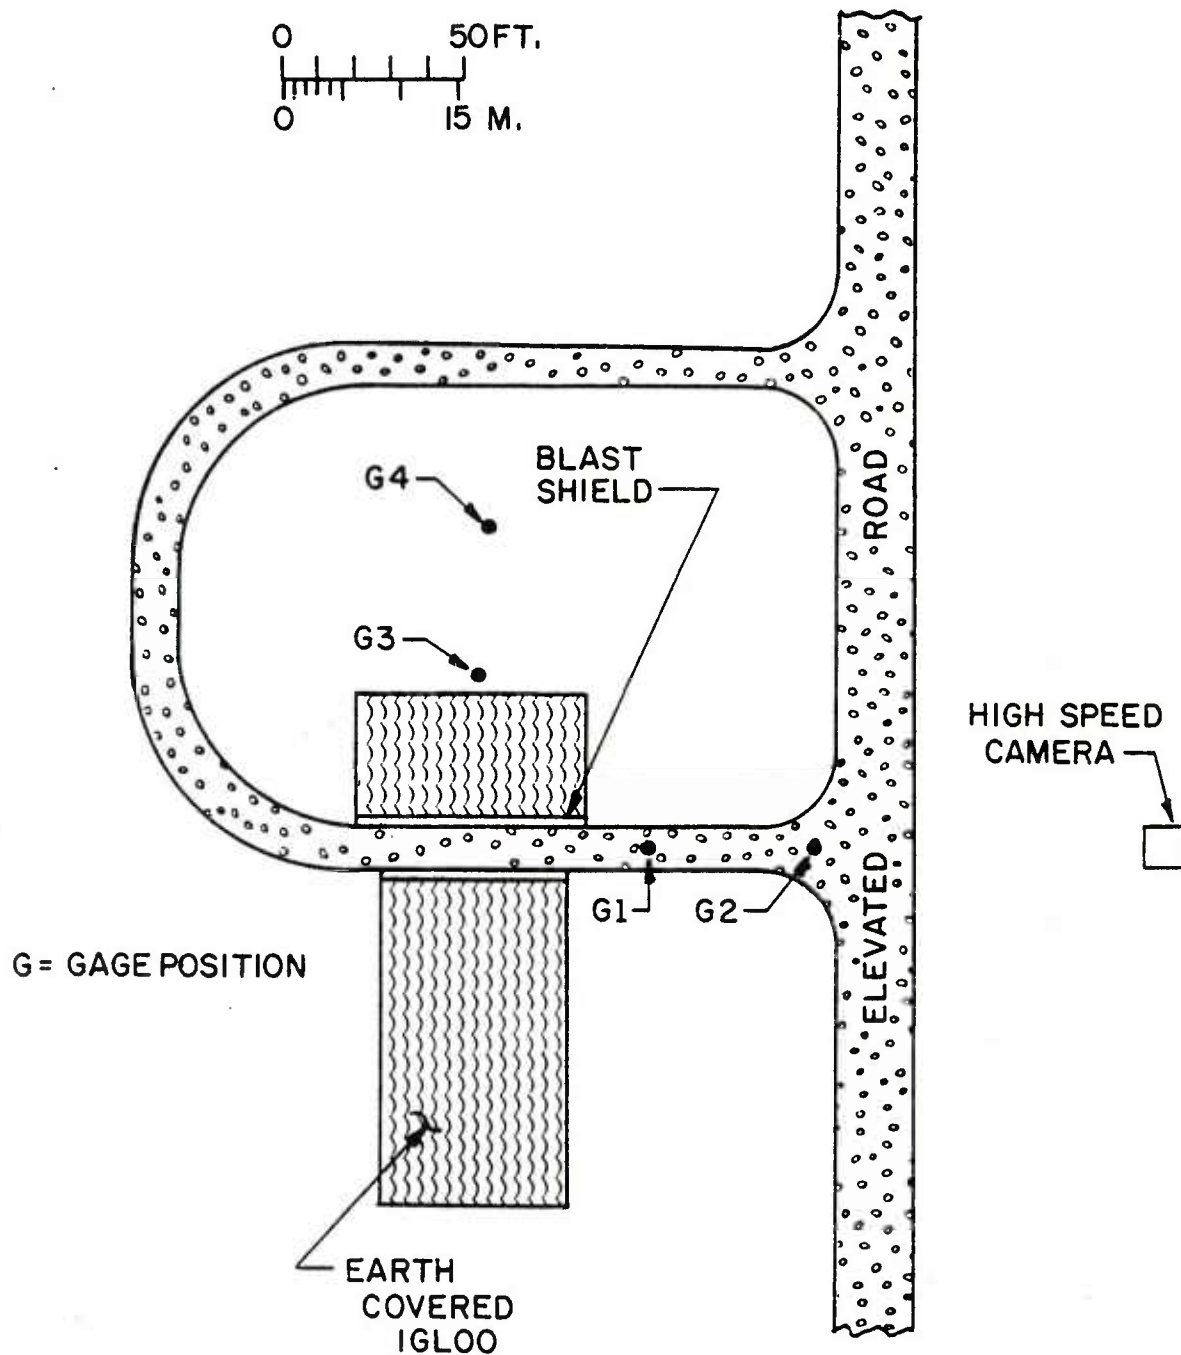 0 50FT.
0 15 M.
BLAST
SHIELD
G4
ROAD
G3
HIGH SPEED
CAMERA
ELEVATED
G1
G2
G= GAGE POSITION
EARTH
COVERED
IGLOO